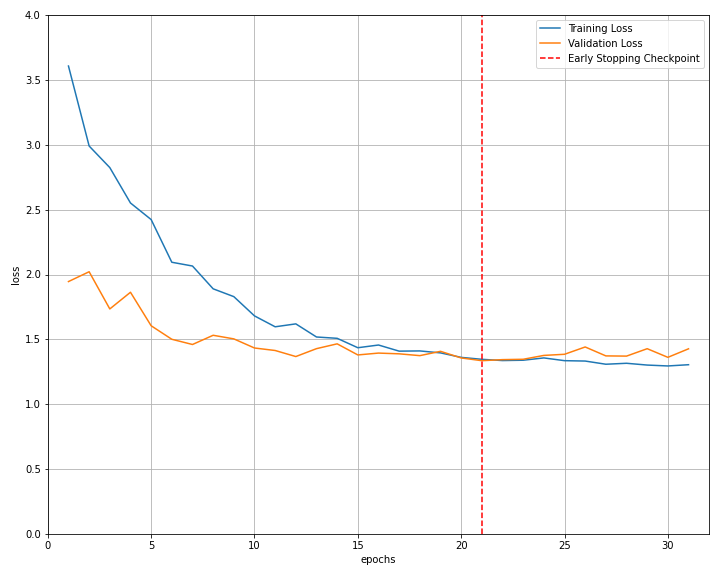 4.0
3.5
3.0
2.5
2.0
1.5
1.0
0.5
0.0
loss
0 5 10 15 20 25 30
epochs
Training Loss
Validation Loss
Early Stopping Checkpoint